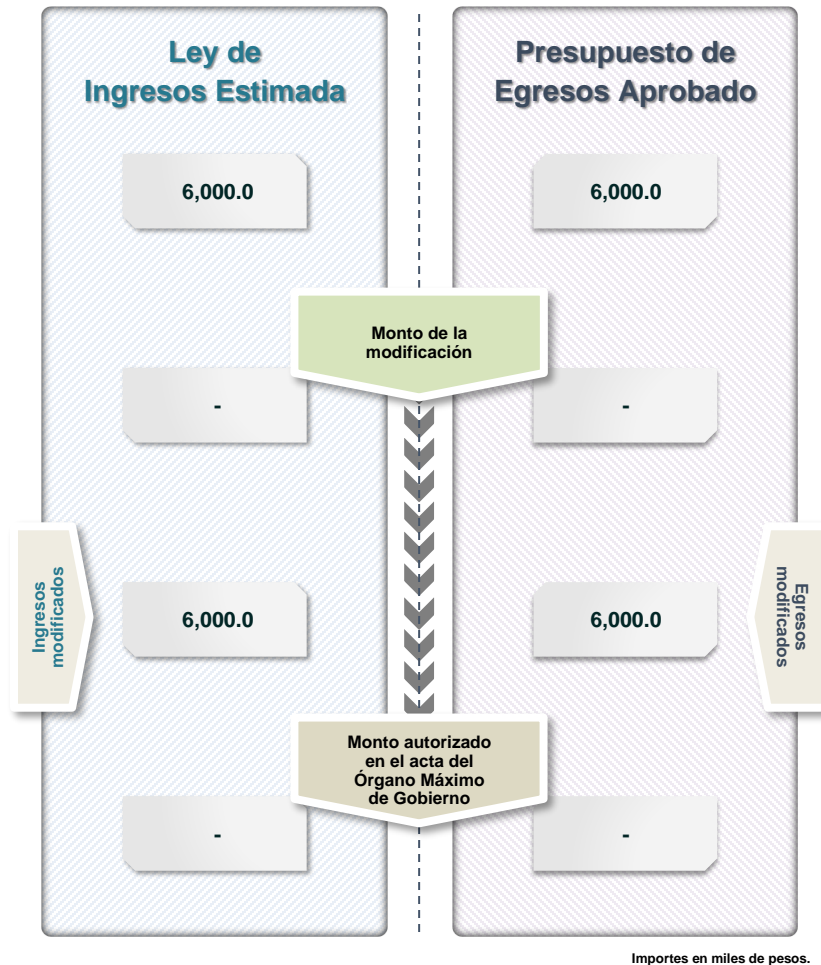 Ley de
Ingresos Estimada
Presupuesto de
Egresos Aprobado
6,000.0
6,000.0
Monto de la
modificación
-
-
Ingresos
modificados
6,000.0
6,000.0
Egresos
modificados
Monto autorizado
en el acta del
Órgano Máximo
de Gobierno
-
-
Importes en miles de pesos.